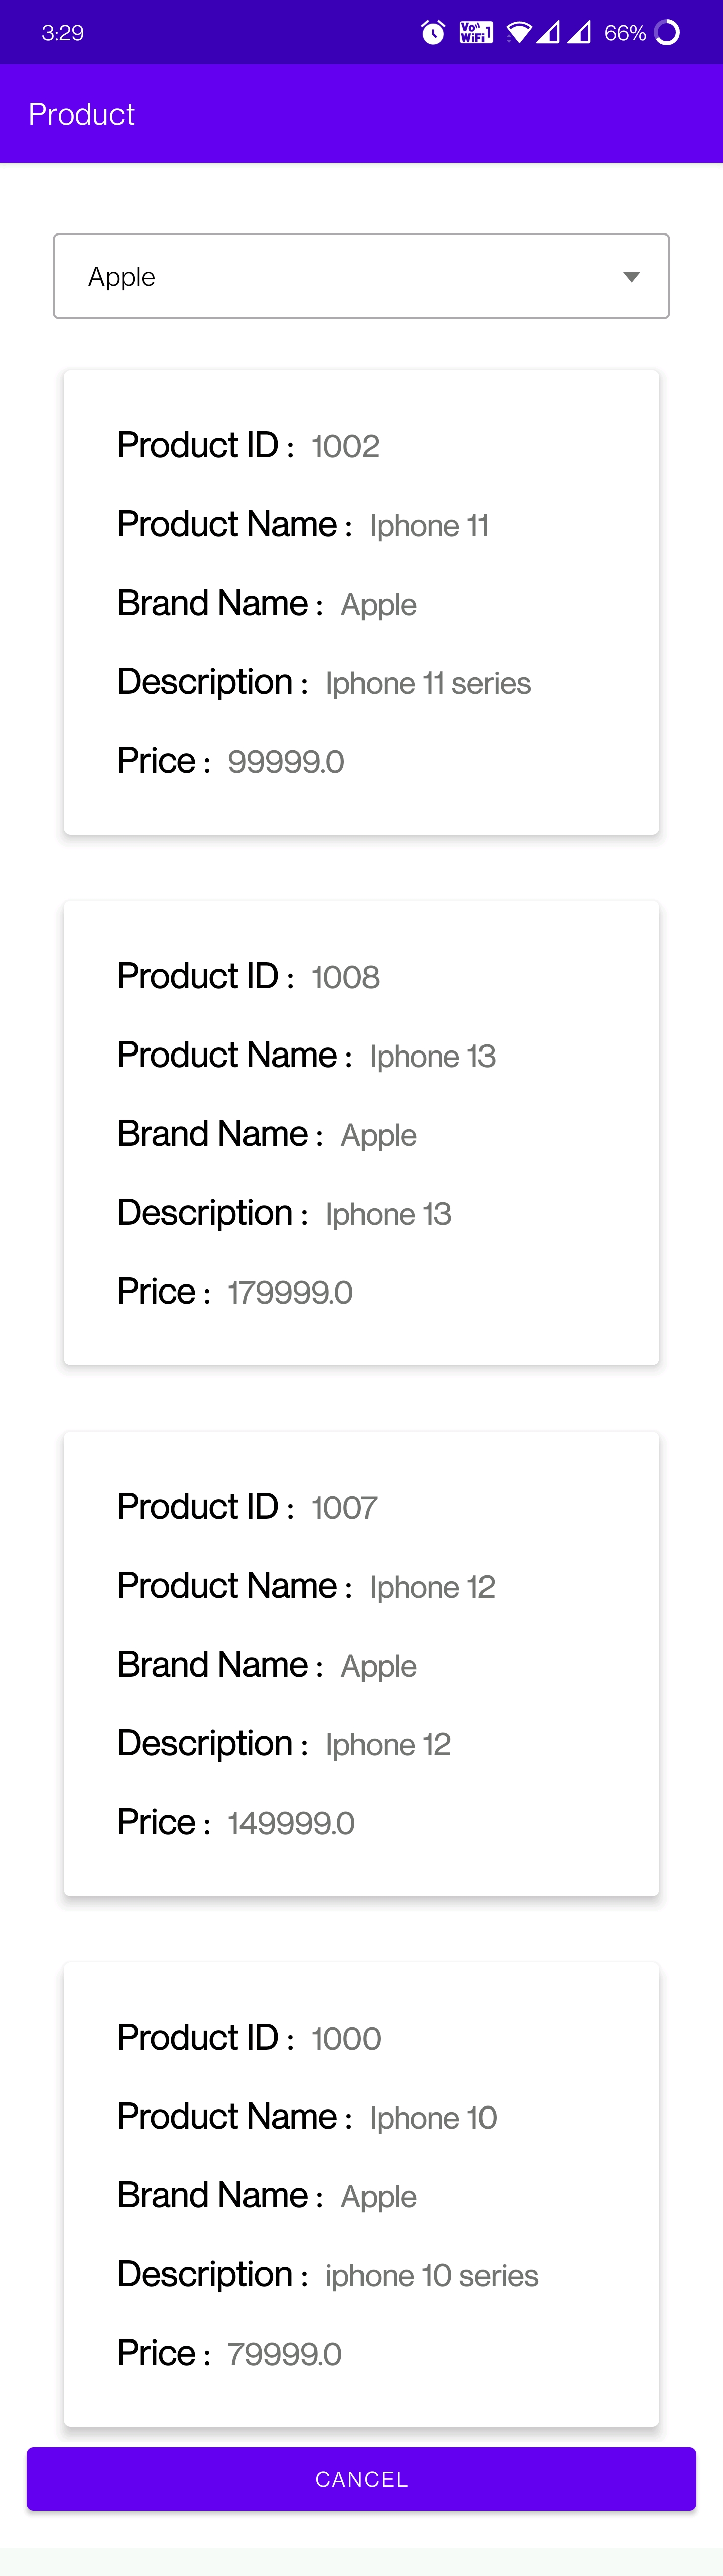 3:29 Vo)) WiFi 1 66%
Product
Apple
Product ID : 1002
Product Name : Iphone 11
Brand Name : Apple
Description : Iphone 11 series
Price : 99999.0
Product ID : 1008
Product Name : Iphone 13
Brand Name : Apple
Description : Iphone 13
Price : 179999.0
Product ID : 1007
Product Name : Iphone 12
Brand Name : Apple
Description : Iphone 12
Price : 149999.0
Product ID : 1000
Product Name : Iphone 10
Brand Name : Apple
Description : iphone 10 series
Price : 79999.0
CANCEL